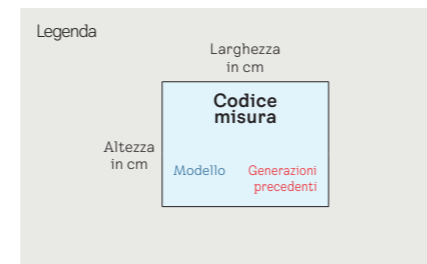 Legenda
Larghezza
in cm
Codice
misura
Altezza
in cm
Modello Generazioni
precedenti